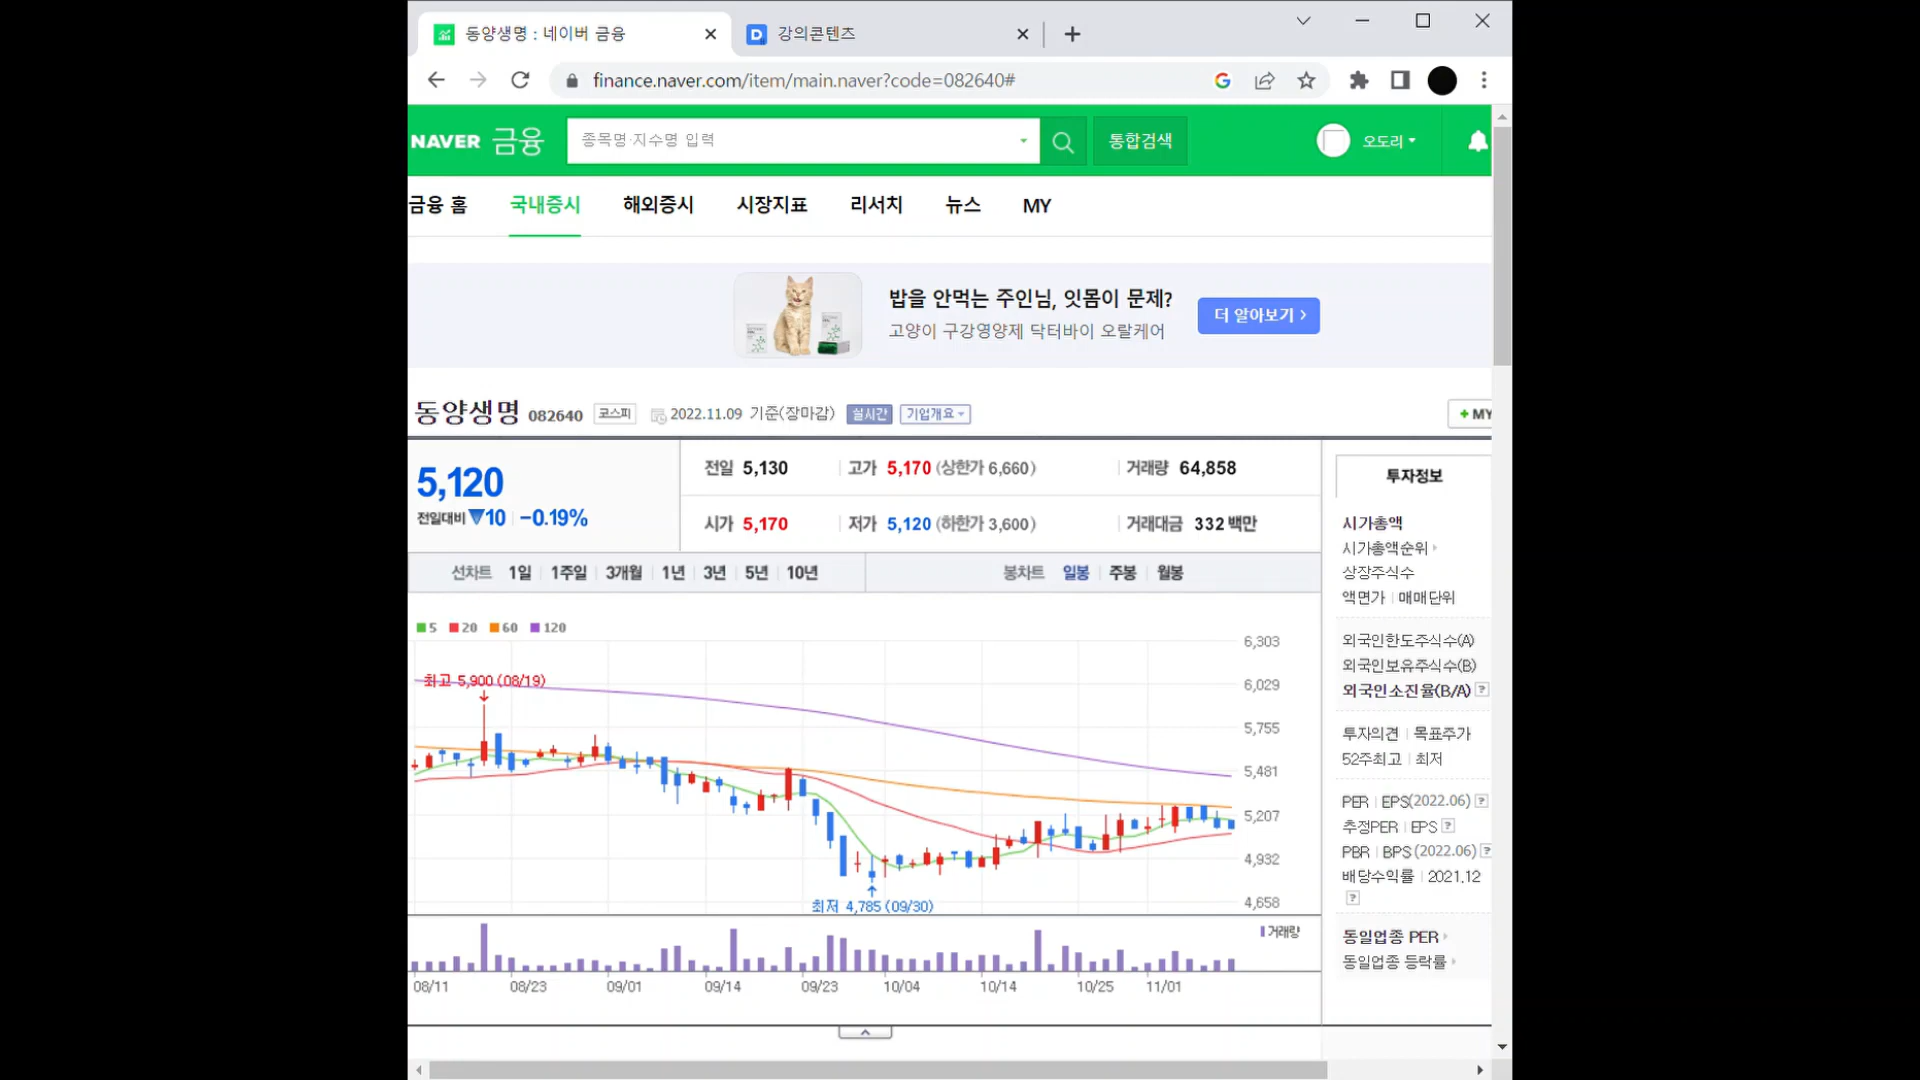 동양생명 : 네이버 금융
강의콘텐츠
finance.naver.com/item/main.naver?code=082640#
NAVER 금융
종목명·지수명 입력
통합검색
오도리
금융 홈 국내증시 해외증시 시장지표 리서치 뉴스 MY
밥을 안먹는 주인님, 잇몸이 문제?
고양이 구강영양제 닥터바이 오랄케어
더 알아보기 >
동양생명 082640 코스피 2022.11.09 기준(장마감) 실시간 기업개요
+ MY
5,120
전일대비 ▼10 -0.19%
전일 5,130 고가 5,170 (상한가 6,660) 거래량 64,858
시가 5,170 저가 5,120 (하한가 3,600) 거래대금 332 백만
선차트 1일 1주일 3개월 1년 3년 5년 10년
봉차트 일봉 주봉 월봉
5 20 60 120
최고 5,900 (08/19)
6,303
6,029
5,755
5,481
5,207
4,932
4,658
최저 4,785 (09/30)
거래량
08/11 08/23 09/01 09/14 09/23 10/04 10/14 10/25 11/01
투자정보
시가총액
시가총액순위
상장주식수
액면가 | 매매단위
외국인한도주식수(A)
외국인보유주식수(B)
외국인소진율(B/A) ?
투자의견 | 목표주가
52주최고 | 최저
PER | EPS(2022.06) ?
추정PER | EPS ?
PBR | BPS (2022.06) ?
배당수익률 | 2021.12
?
동일업종 PER
동일업종 등락률